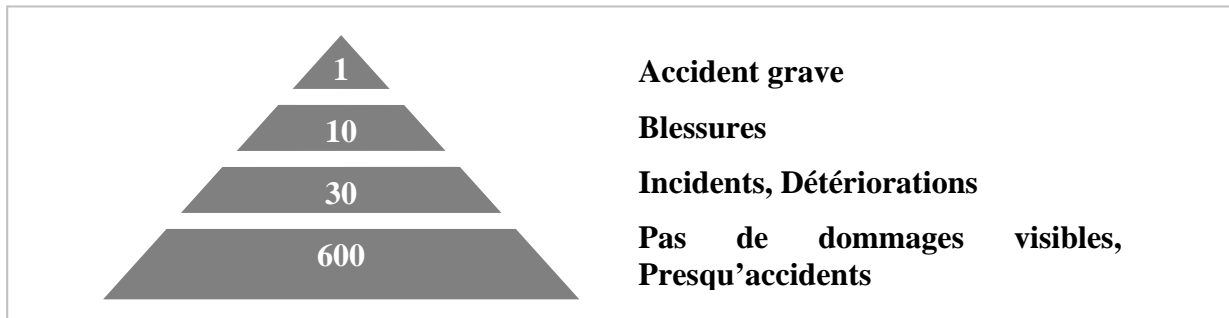 1
Accident grave
10
Blessures
30
Incidents, Détériorations
600
Pas de dommages visibles,
Presqu’accidents